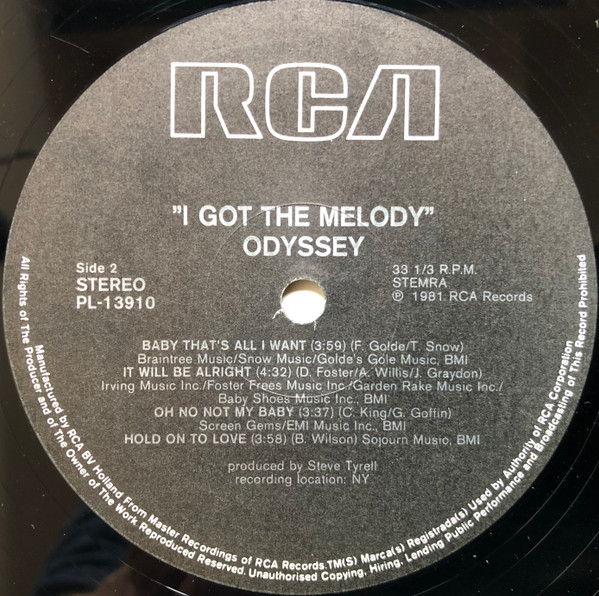 RCA
"I GOT THE MELODY"
ODYSSEY
Side 2
STEREO
PL-13910
33 1/3 R.P.M.
STEMRA
℗ 1981 RCA Records
BABY THAT'S ALL I WANT (3:59) (F. Golde/T. Snow)
Braintree Music/Snow Music/Golde's Gole Music, BMI
IT WILL BE ALRIGHT (4:32) (D. Foster/A. Willis/J. Graydon)
Irving Music Inc./Foster Frees Music Inc./Garden Rake Music Inc./
Baby Shoes Music Inc., BMI
OH NO NOT MY BABY (3:37) (C. King/G. Goffin)
Screen Gems/EMI Music Inc., BMI
HOLD ON TO LOVE (3:58) (B. Wilson) Sojourn Music, BMI
produced by Steve Tyrell
recording location: NY
Manufactured by RCA BV Holland From Master Recordings of RCA Records.TM(S) Marca(s) Registrada(s) Used by Authority of RCA Corporation
All Rights of The Producer and of The Owner of The Work Reproduced Reserved. Unauthorised Copying, Hiring, Lending Public Performance and Broadcasting of This Record Prohibited